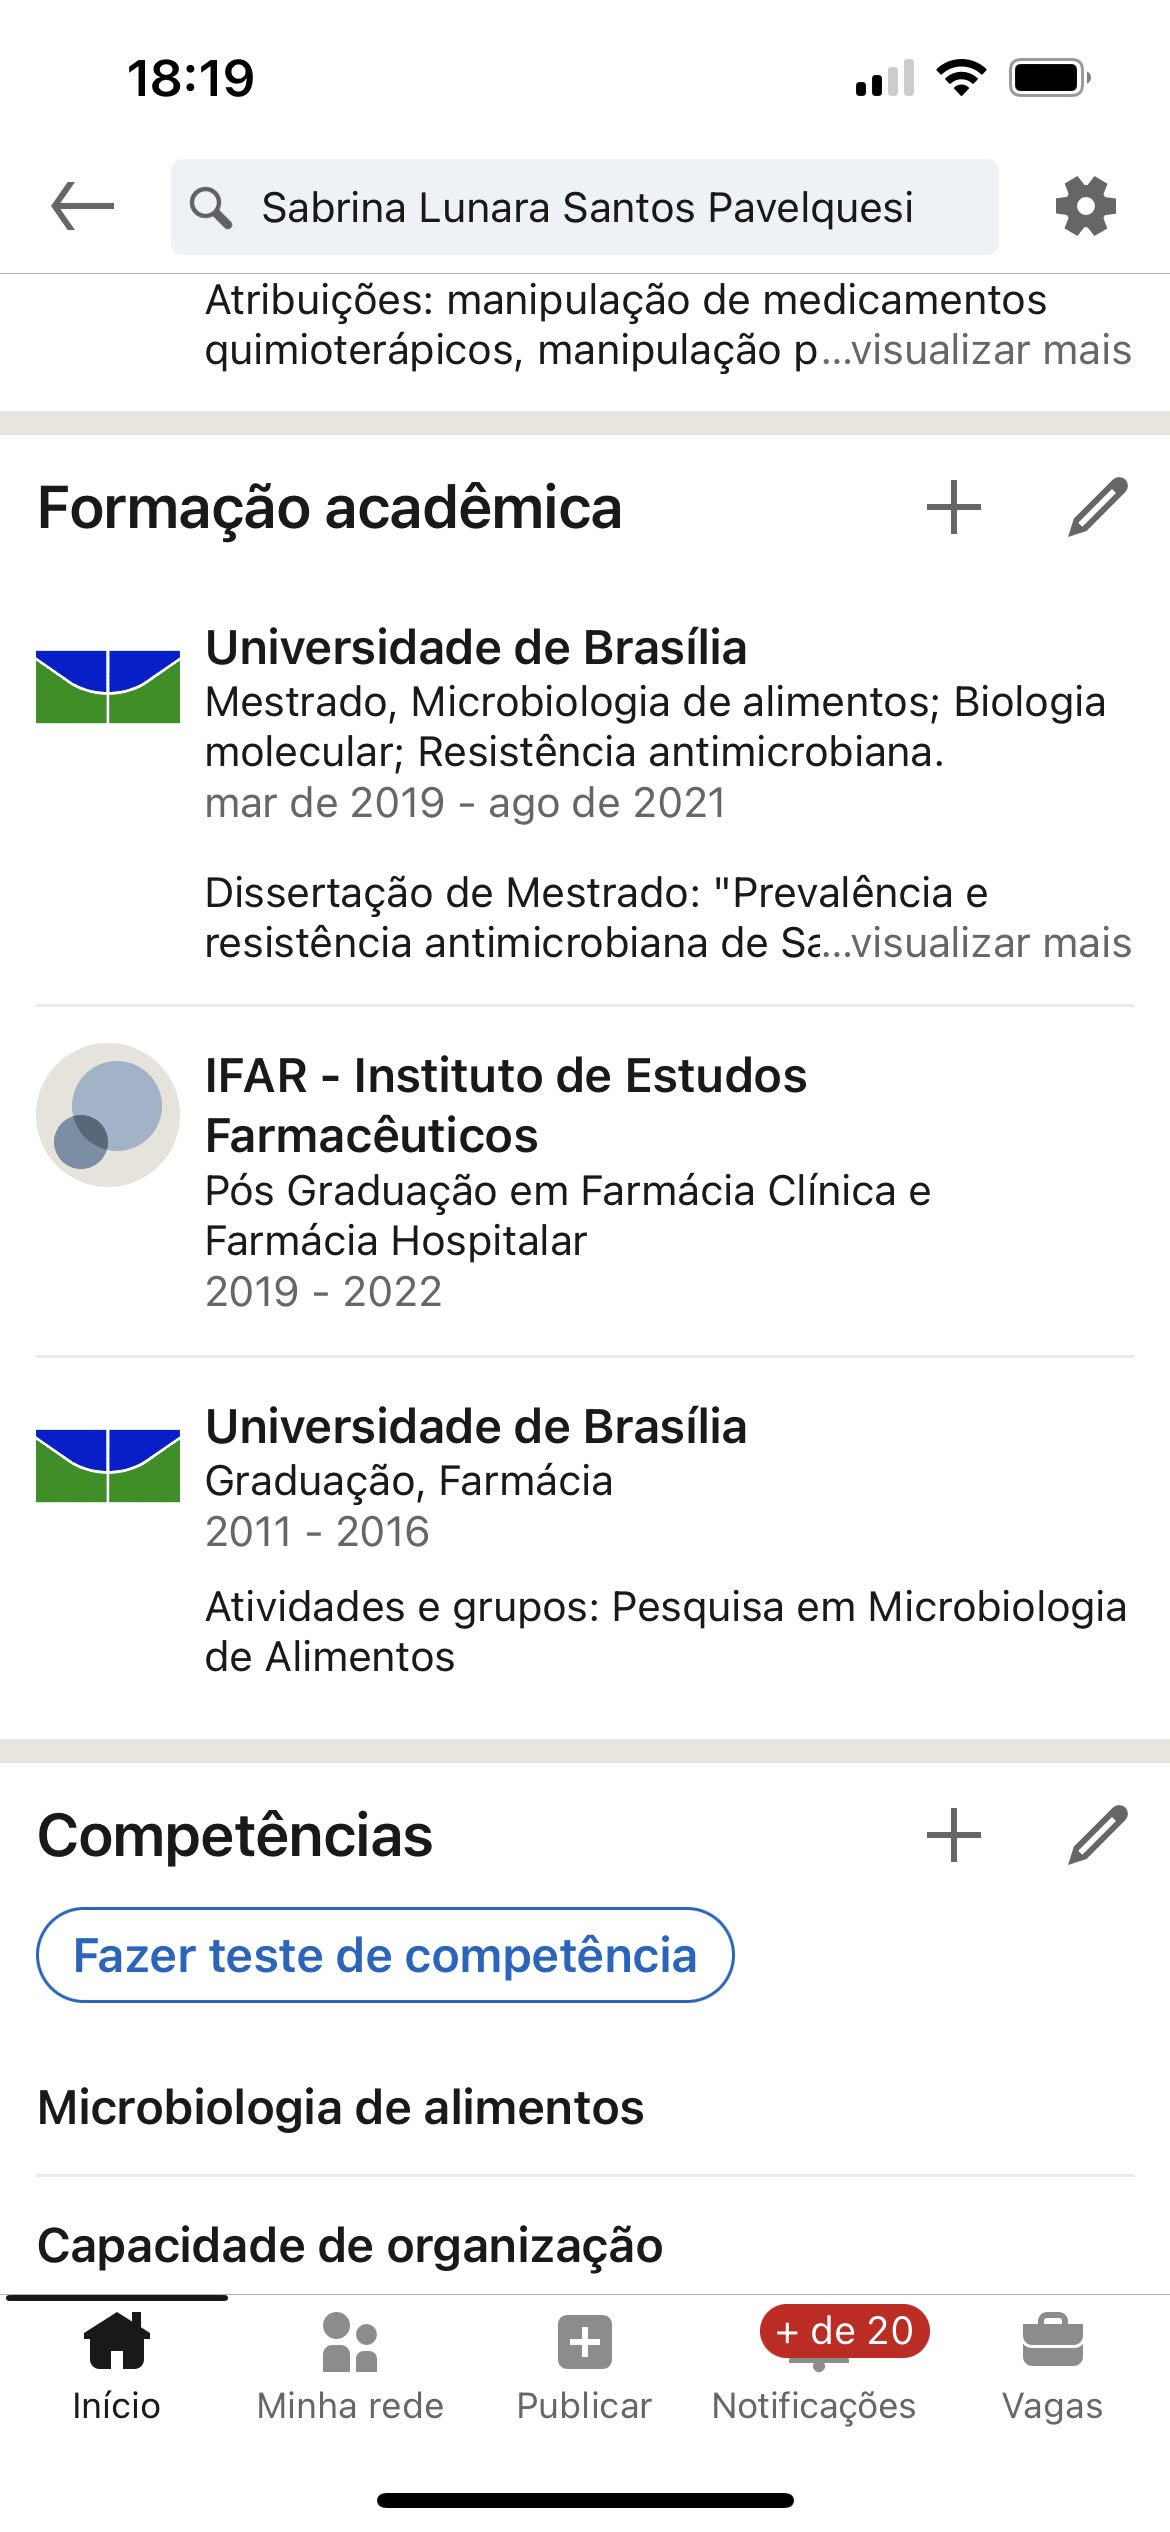 18:19
Sabrina Lunara Santos Pavelquesi
Atribuições: manipulação de medicamentos
quimioterápicos, manipulação p...visualizar mais
Formação acadêmica
Universidade de Brasília
Mestrado, Microbiologia de alimentos; Biologia
molecular; Resistência antimicrobiana.
mar de 2019 - ago de 2021
Dissertação de Mestrado: "Prevalência e
resistência antimicrobiana de Sa...visualizar mais
IFAR - Instituto de Estudos
Farmacêuticos
Pós Graduação em Farmácia Clínica e
Farmácia Hospitalar
2019 - 2022
Universidade de Brasília
Graduação, Farmácia
2011 - 2016
Atividades e grupos: Pesquisa em Microbiologia
de Alimentos
Competências
Fazer teste de competência
Microbiologia de alimentos
Capacidade de organização
+ de 20
Início
Minha rede
Publicar
Notificações
Vagas